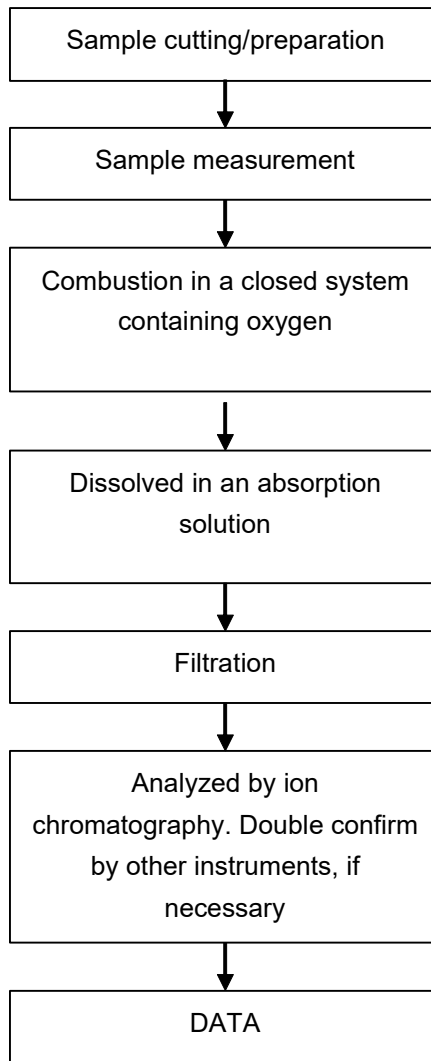 Sample cutting/preparation
Sample measurement
Combustion in a closed system
containing oxygen
Dissolved in an absorption
solution
Filtration
Analyzed by ion
chromatography. Double confirm
by other instruments, if
necessary
DATA